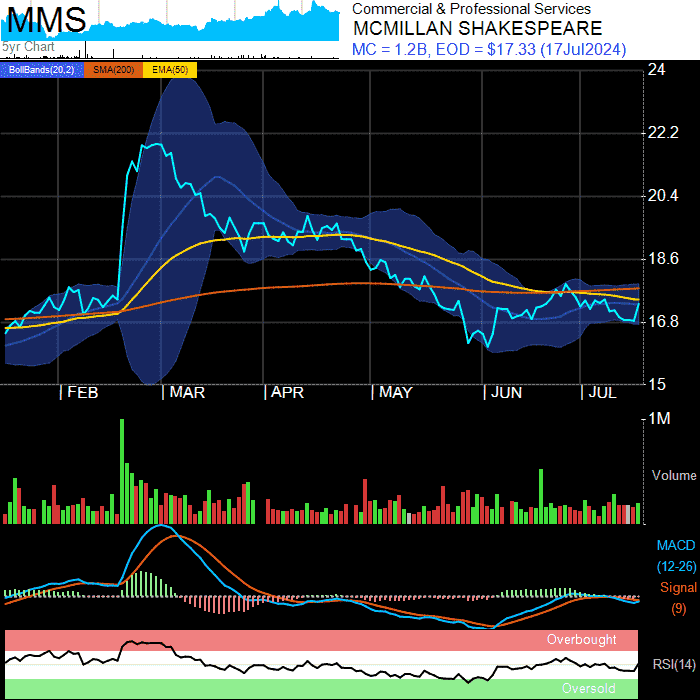 MMS
5yr Chart
Commercial & Professional Services
MCMILLAN SHAKESPEARE
MC = 1.2B, EOD = $17.33 (17Jul2024)
BollBands(20,2) SMA(200) EMA(50)
24
22.2
20.4
18.6
16.8
15
FEB MAR APR MAY JUN JUL
1M
Volume
MACD
(12-26)
Signal
(9)
Overbought
RSI(14)
Oversold